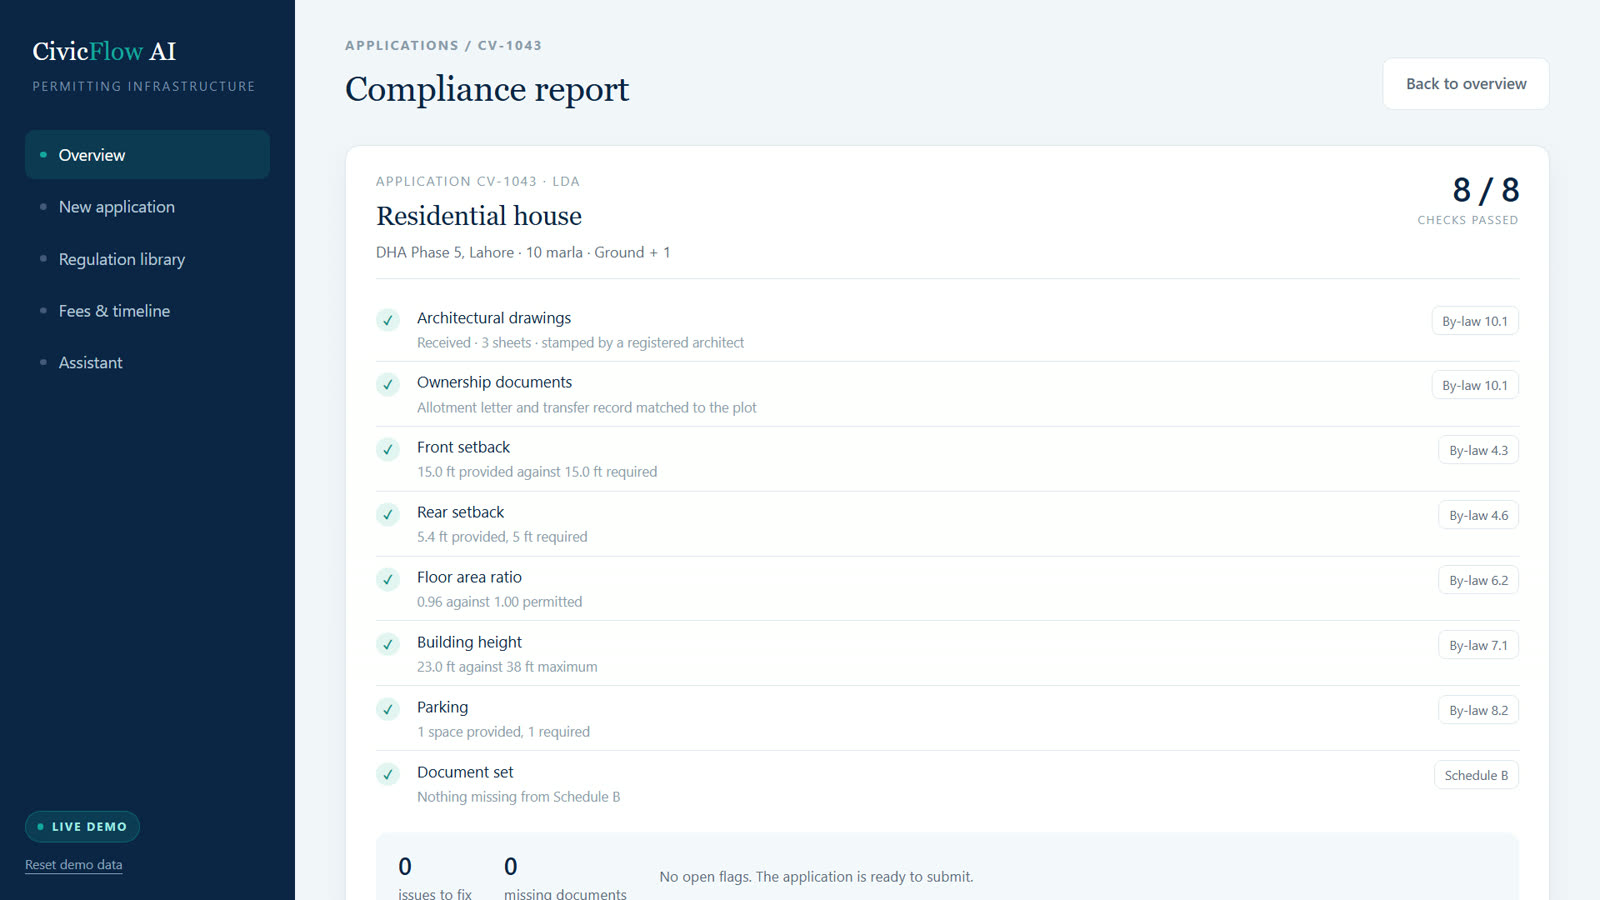 CivicFlow AI
PERMITTING INFRASTRUCTURE
Overview
New application
Regulation library
Fees & timeline
Assistant
LIVE DEMO
Reset demo data
APPLICATIONS / CV-1043
Compliance report
Back to overview
APPLICATION CV-1043 · LDA
Residential house
DHA Phase 5, Lahore · 10 marla · Ground + 1
8 / 8
CHECKS PASSED
Architectural drawings
Received · 3 sheets · stamped by a registered architect
By-law 10.1
Ownership documents
Allotment letter and transfer record matched to the plot
By-law 10.1
Front setback
15.0 ft provided against 15.0 ft required
By-law 4.3
Rear setback
5.4 ft provided, 5 ft required
By-law 4.6
Floor area ratio
0.96 against 1.00 permitted
By-law 6.2
Building height
23.0 ft against 38 ft maximum
By-law 7.1
Parking
1 space provided, 1 required
By-law 8.2
Document set
Nothing missing from Schedule B
Schedule B
0
issues to fix
0
missing documents
No open flags. The application is ready to submit.